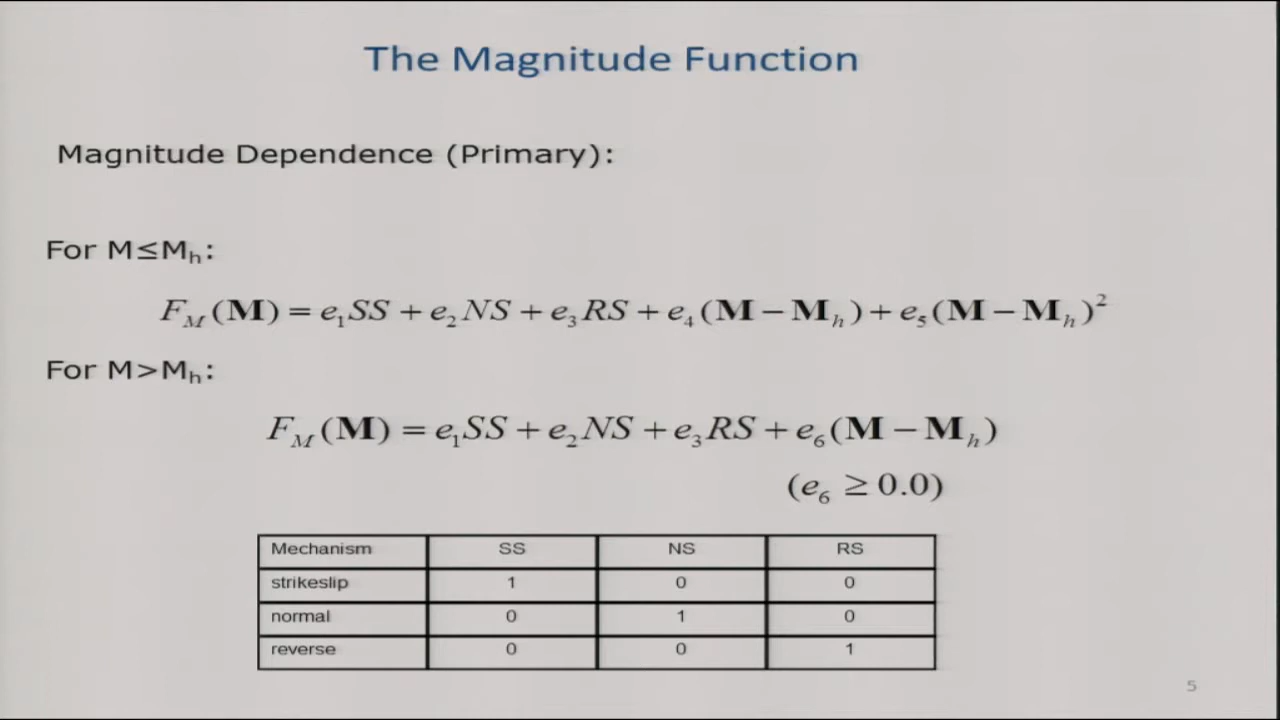 The Magnitude Function
Magnitude Dependence (Primary):
For M≤Mₕ:
F_M(M) = e₁SS + e₂NS + e₃RS + e₄(M − Mₕ) + e₅(M − Mₕ)²
For M>Mₕ:
F_M(M) = e₁SS + e₂NS + e₃RS + e₆(M − Mₕ)
(e₆ ≥ 0.0)
Mechanism SS NS RS
strikeslip 1 0 0
normal 0 1 0
reverse 0 0 1
5